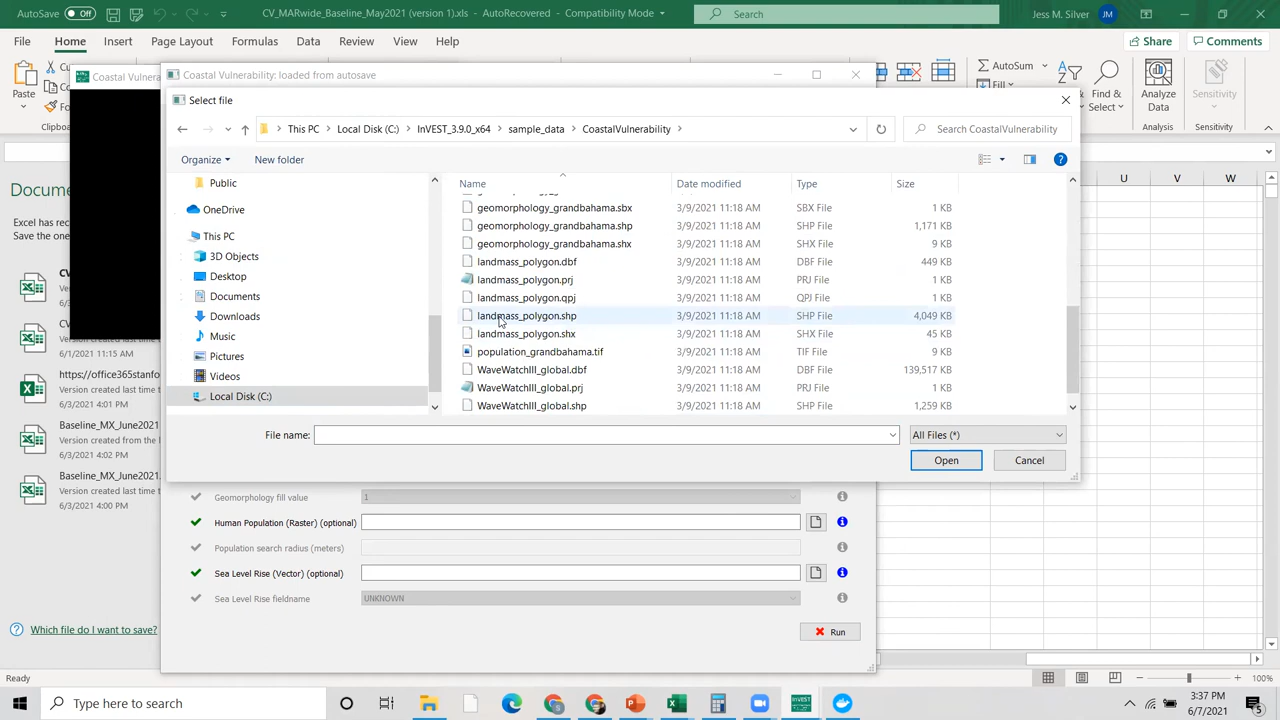 AutoSave Off CV_MARwide_Baseline_May2021 (version 1).xls - AutoRecovered - Compatibility Mode Search Jess M. Silver JM
File Home Insert Page Layout Formulas Data Review View Help Share Comments
Paste AutoSum Find & Select Analyze Data Sensitivity
Fill
Clipboard Analysis Sensitivity
Coastal Vulnera
Coastal Vulnerability: loaded from autosave
Select file
This PC Local Disk (C:) InVEST_3.9.0_x64 sample_data CoastalVulnerability Search CoastalVulnerability
Organize New folder
Name Date modified Type Size
Public
OneDrive
This PC
3D Objects
Desktop
Documents
Downloads
Music
Pictures
Videos
Local Disk (C:)
geomorphology_grandbahama.sbx 3/9/2021 11:18 AM SBX File 1 KB
geomorphology_grandbahama.shp 3/9/2021 11:18 AM SHP File 1,171 KB
geomorphology_grandbahama.shx 3/9/2021 11:18 AM SHX File 9 KB
landmass_polygon.dbf 3/9/2021 11:18 AM DBF File 449 KB
landmass_polygon.prj 3/9/2021 11:18 AM PRJ File 1 KB
landmass_polygon.qpj 3/9/2021 11:18 AM QPJ File 1 KB
landmass_polygon.shp 3/9/2021 11:18 AM SHP File 4,049 KB
landmass_polygon.shx 3/9/2021 11:18 AM SHX File 45 KB
population_grandbahama.tif 3/9/2021 11:18 AM TIF File 9 KB
WaveWatchIII_global.dbf 3/9/2021 11:18 AM DBF File 139,517 KB
WaveWatchIII_global.prj 3/9/2021 11:18 AM PRJ File 1 KB
WaveWatchIII_global.shp 3/9/2021 11:18 AM SHP File 1,259 KB
File name: All Files (*)
Open Cancel
Excel has reco
Save the one
6/1/2021 11:15 AM
https://office365stanfo
Version created last time t
6/3/2021 4:01 PM
Baseline_MX_June2021.
Version created from the
6/3/2021 4:02 PM
Baseline_MX_June2021.
Version created last time t
6/3/2021 4:00 PM
Which file do I want to save?
Geomorphology fill value 1
Human Population (Raster) (optional)
Population search radius (meters)
Sea Level Rise (Vector) (optional)
Sea Level Rise fieldname UNKNOWN
Run
U V W
Ready 100%
Type here to search 3:37 PM
6/7/2021 5